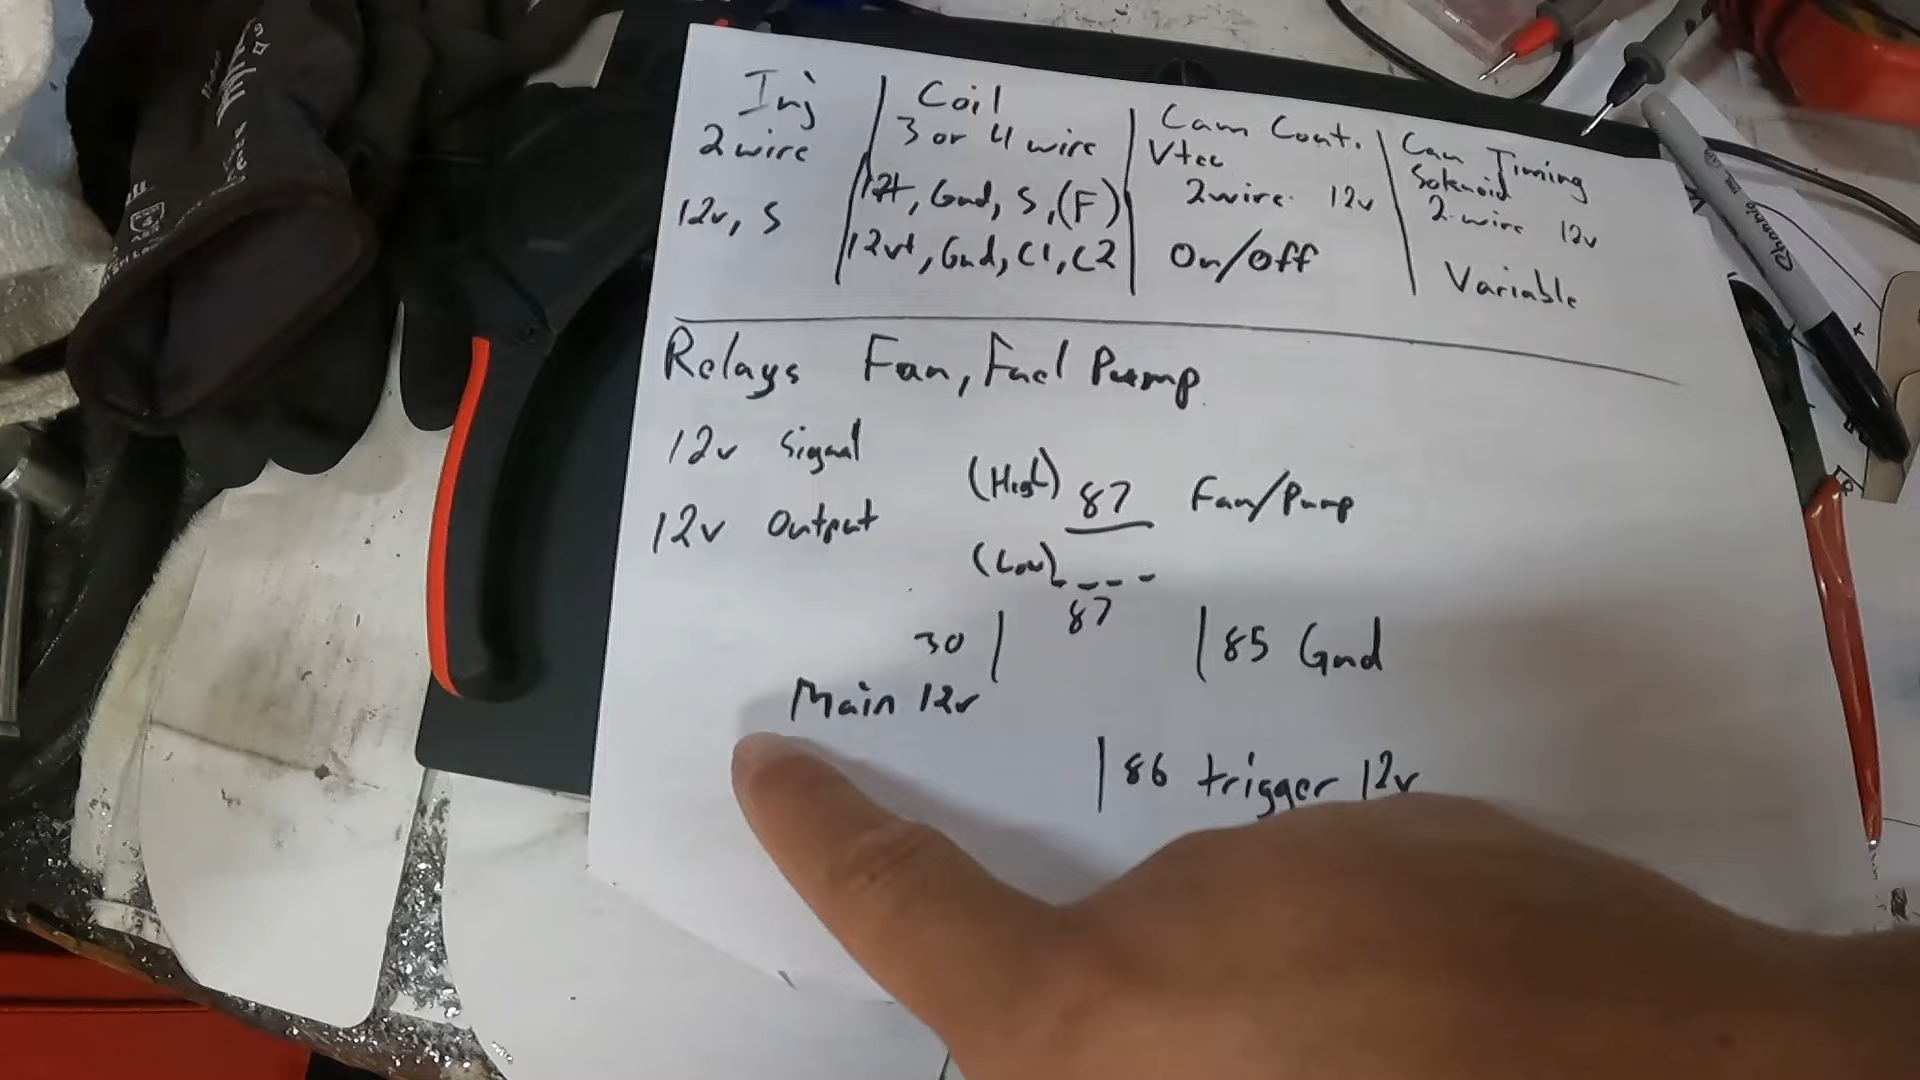 Inj
2 wire
12v, S
Coil
3 or 4 wire
12+, Gnd, S, (F)
12v+, Gnd, C1, C2
Cam Cont.
Vtec
2 wire 12v
On/Off
Cam Timing
Solenoid
2 wire 12v
Variable
Relays Fan, Fuel Pump
12v Signal
12v Output
(High) 87 Fan/Pump
(Low)
87
30
85 Gnd
Main 12v
86 trigger 12v